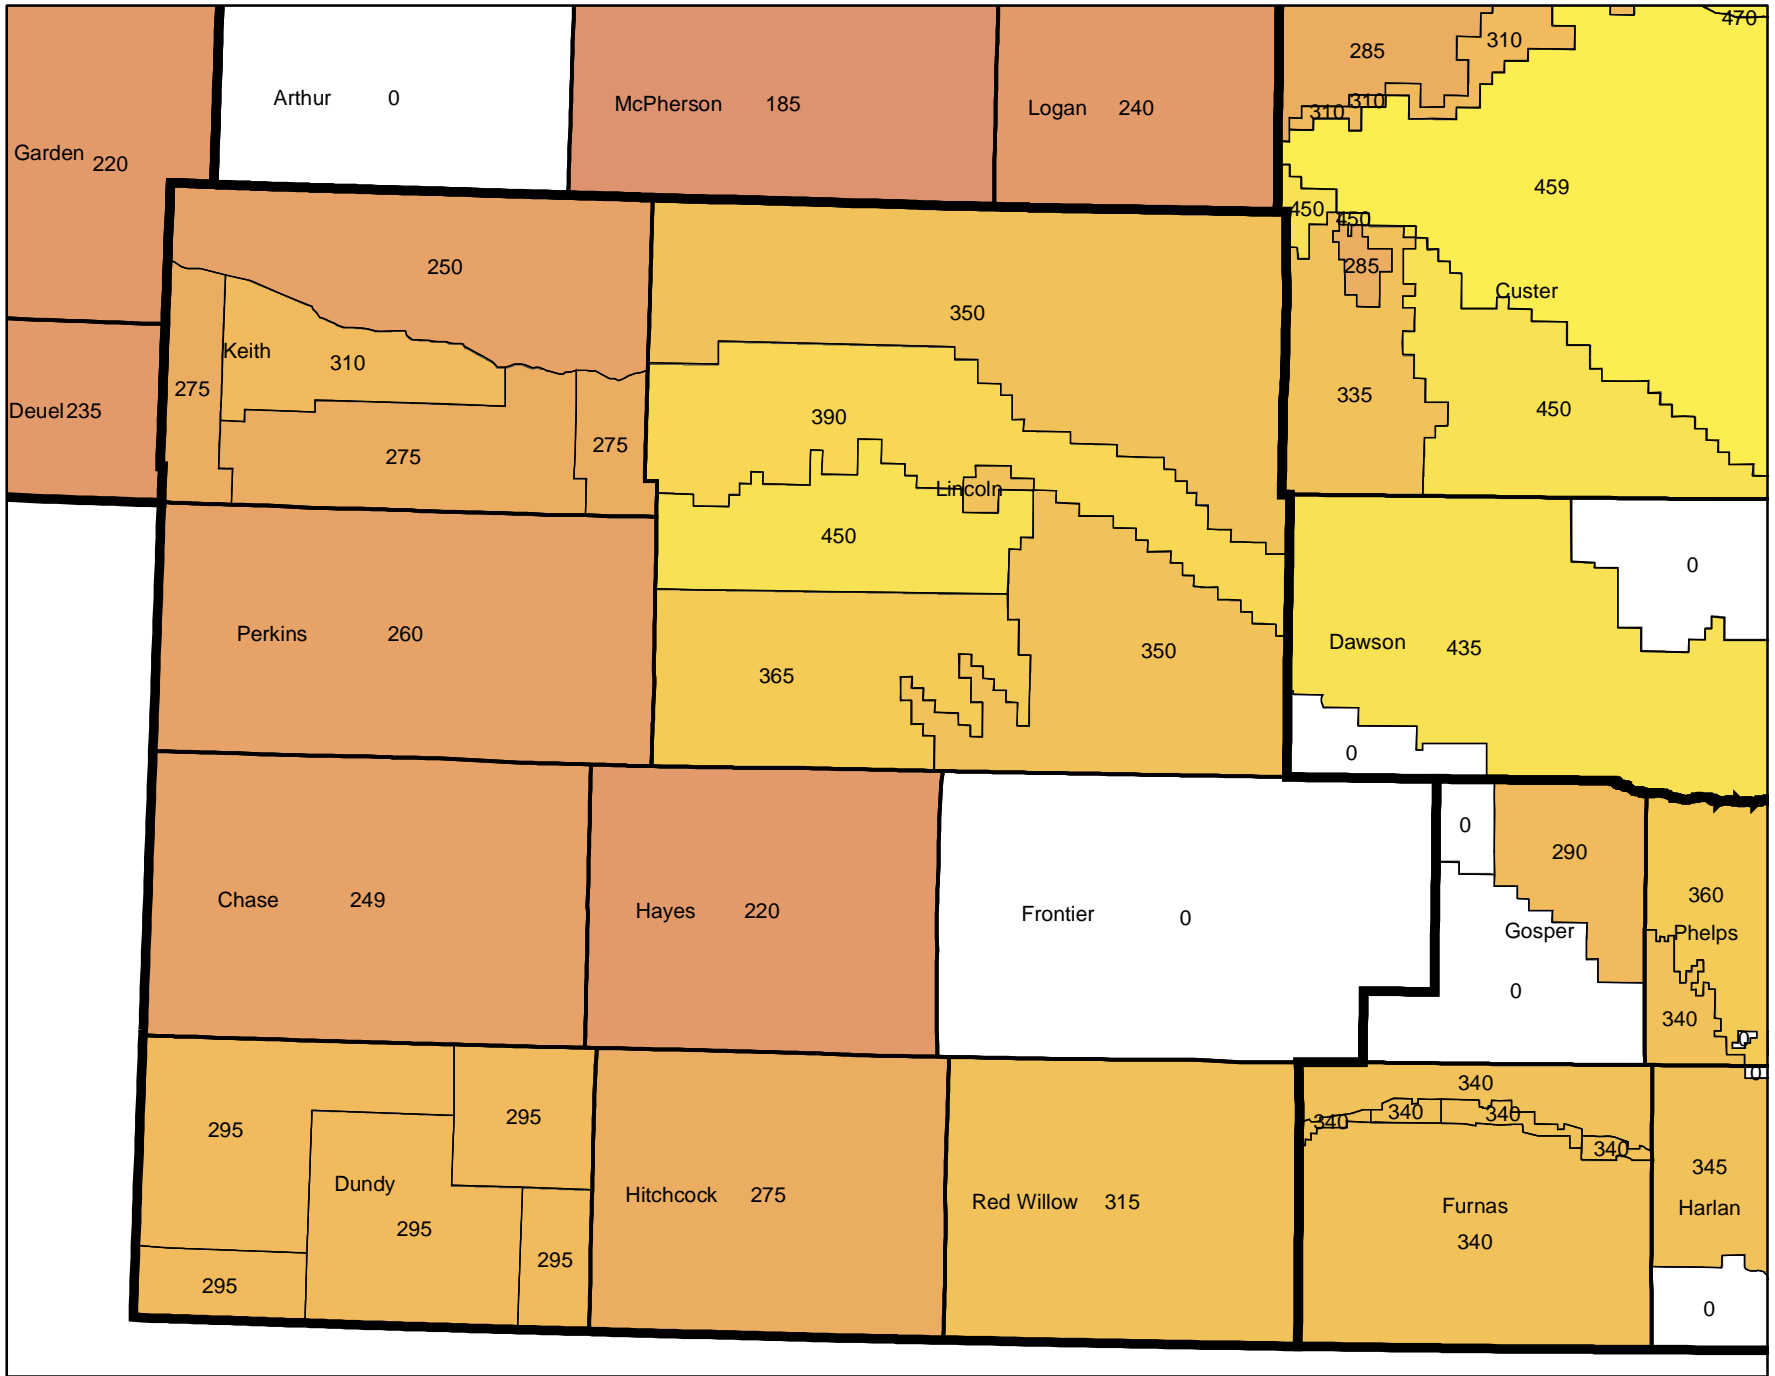 470
285
310
Arthur 0
McPherson 185
Logan 240
310
310
Garden 220
459
450
450
250
285
Custer
350
Keith 310
275
Deuel 235
335
390
450
275
275
Lincoln
450
0
Perkins 260
Dawson 435
350
365
0
0
290
Chase 249
Hayes 220
Frontier 0
360
Gosper
Phelps
0
340
0
0
340
340
340
340
295
295
340
345
Dundy
Hitchcock 275
Red Willow 315
Furnas
Harlan
295
340
295
295
0